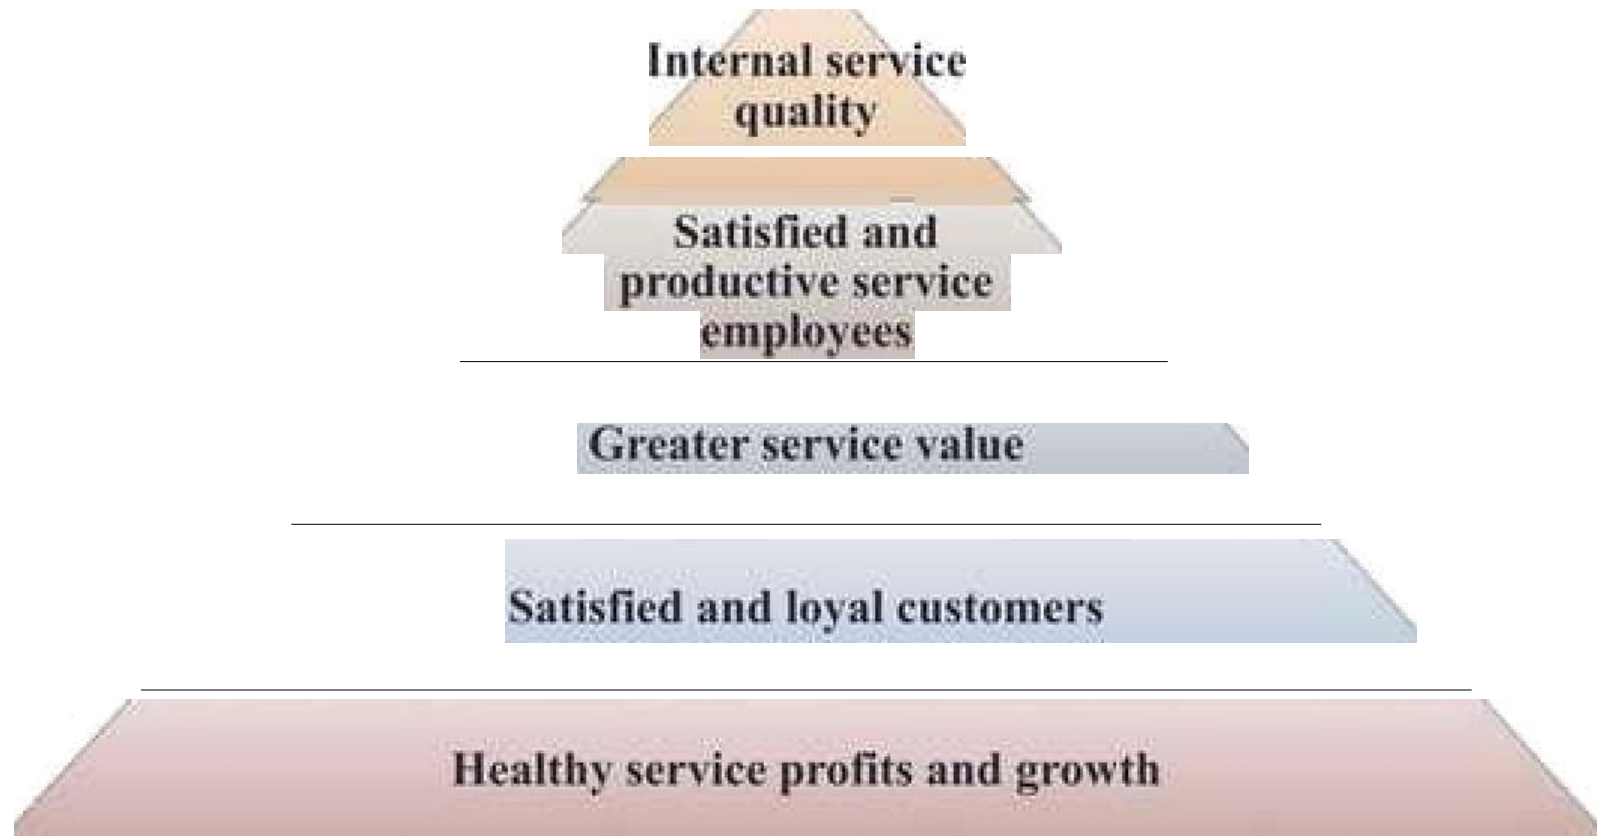 Internal service
quality
Satisfied and
productive service
employees
Greater service value
Satisfied and loyal customers
Healthy service profits and growth